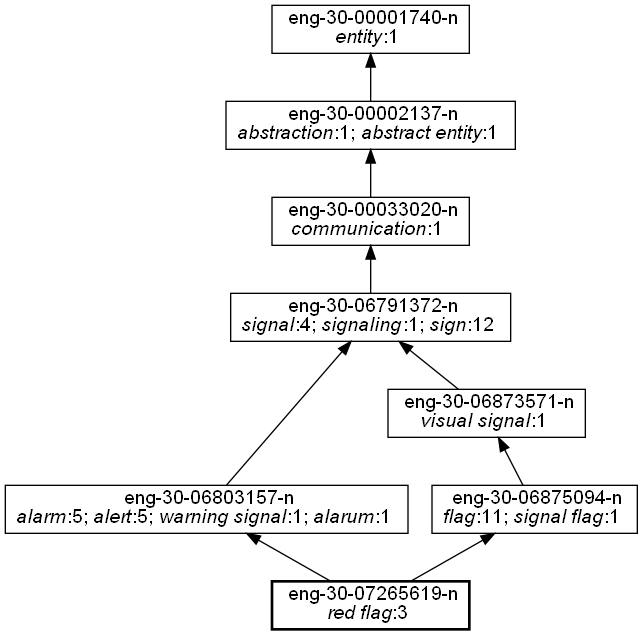 eng-30-00001740-n
entity:1
eng-30-00002137-n
abstraction:1; abstract entity:1
eng-30-00033020-n
communication:1
eng-30-06791372-n
signal:4; signaling:1; sign:12
eng-30-06873571-n
visual signal:1
eng-30-06803157-n
alarm:5; alert:5; warning signal:1; alarum:1
eng-30-06875094-n
flag:11; signal flag:1
eng-30-07265619-n
red flag:3